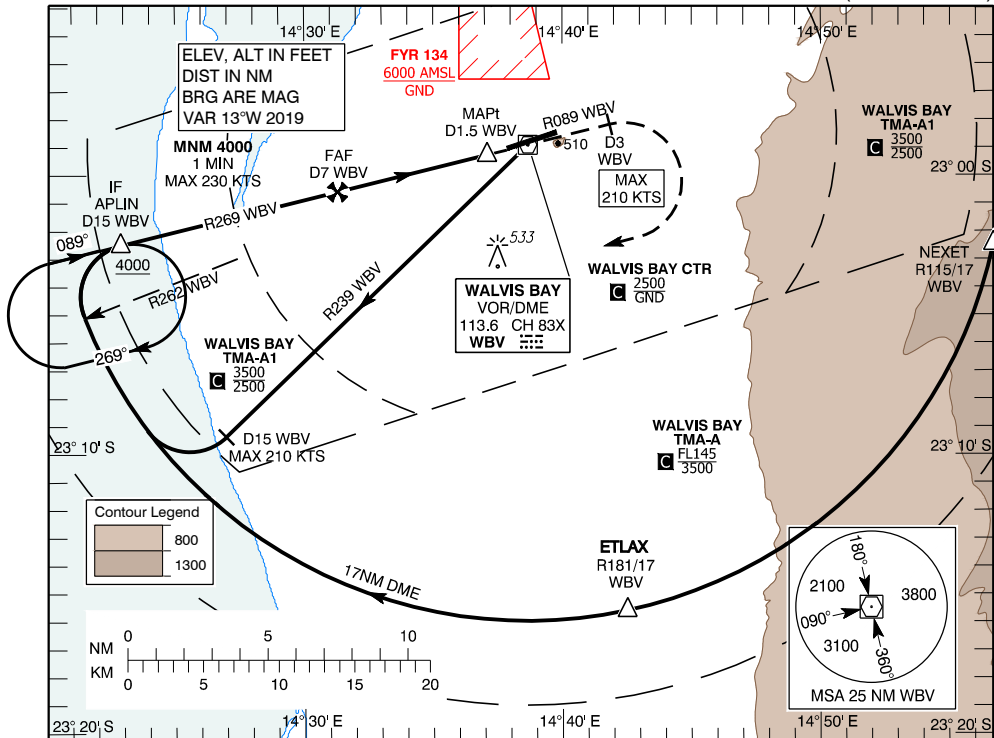 14° 30' E
14° 40' E
14° 50' E
ELEV, ALT IN FEET
DIST IN NM
BRG ARE MAG
VAR 13°W 2019
FYR 134
6000 AMSL
GND
MNM 4000
1 MIN
MAX 230 KTS
MAPt
D1.5 WBV
R089 WBV
510
D3
WBV
MAX
210 KTS
WALVIS BAY
TMA-A1
C 3500
2500
23° 00' S
FAF
D7 WBV
IF
APLIN
D15 WBV
R269 WBV
089°
4000
R262 WBV
269°
533
R239 WBV
WALVIS BAY
VOR/DME
113.6 CH 83X
WBV
WALVIS BAY CTR
C 2500
GND
NEXET
R115/17
WBV
WALVIS BAY
TMA-A1
C 3500
2500
D15 WBV
MAX 210 KTS
WALVIS BAY
TMA-A
C FL145
3500
23° 10' S
23° 10' S
Contour Legend
800
1300
17NM DME
ETLAX
R181/17
WBV
180°
2100
3800
090°
3100
360°
MSA 25 NM WBV
NM
0 5 10
KM
0 5 10 15 20
23° 20' S
14° 30' E
14° 40' E
14° 50' E
23° 20' S